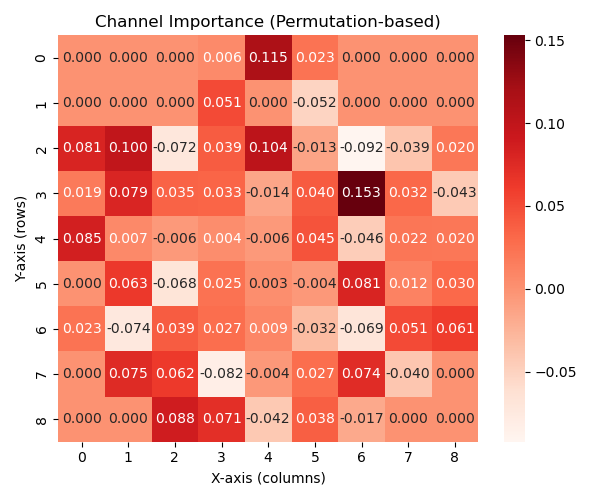 Channel Importance (Permutation-based)
0 0.000 0.000 0.000 0.006 0.115 0.023 0.000 0.000 0.000
1 0.000 0.000 0.000 0.051 0.000 -0.052 0.000 0.000 0.000
2 0.081 0.100 -0.072 0.039 0.104 -0.013 -0.092 -0.039 0.020
3 0.019 0.079 0.035 0.033 -0.014 0.040 0.153 0.032 -0.043
4 0.085 0.007 -0.006 0.004 -0.006 0.045 -0.046 0.022 0.020
5 0.000 0.063 -0.068 0.025 0.003 -0.004 0.081 0.012 0.030
6 0.023 -0.074 0.039 0.027 0.009 -0.032 -0.069 0.051 0.061
7 0.000 0.075 0.062 -0.082 -0.004 0.027 0.074 -0.040 0.000
8 0.000 0.000 0.088 0.071 -0.042 0.038 -0.017 0.000 0.000
0 1 2 3 4 5 6 7 8
X-axis (columns)
Y-axis (rows)
0.15
0.10
0.05
0.00
−0.05